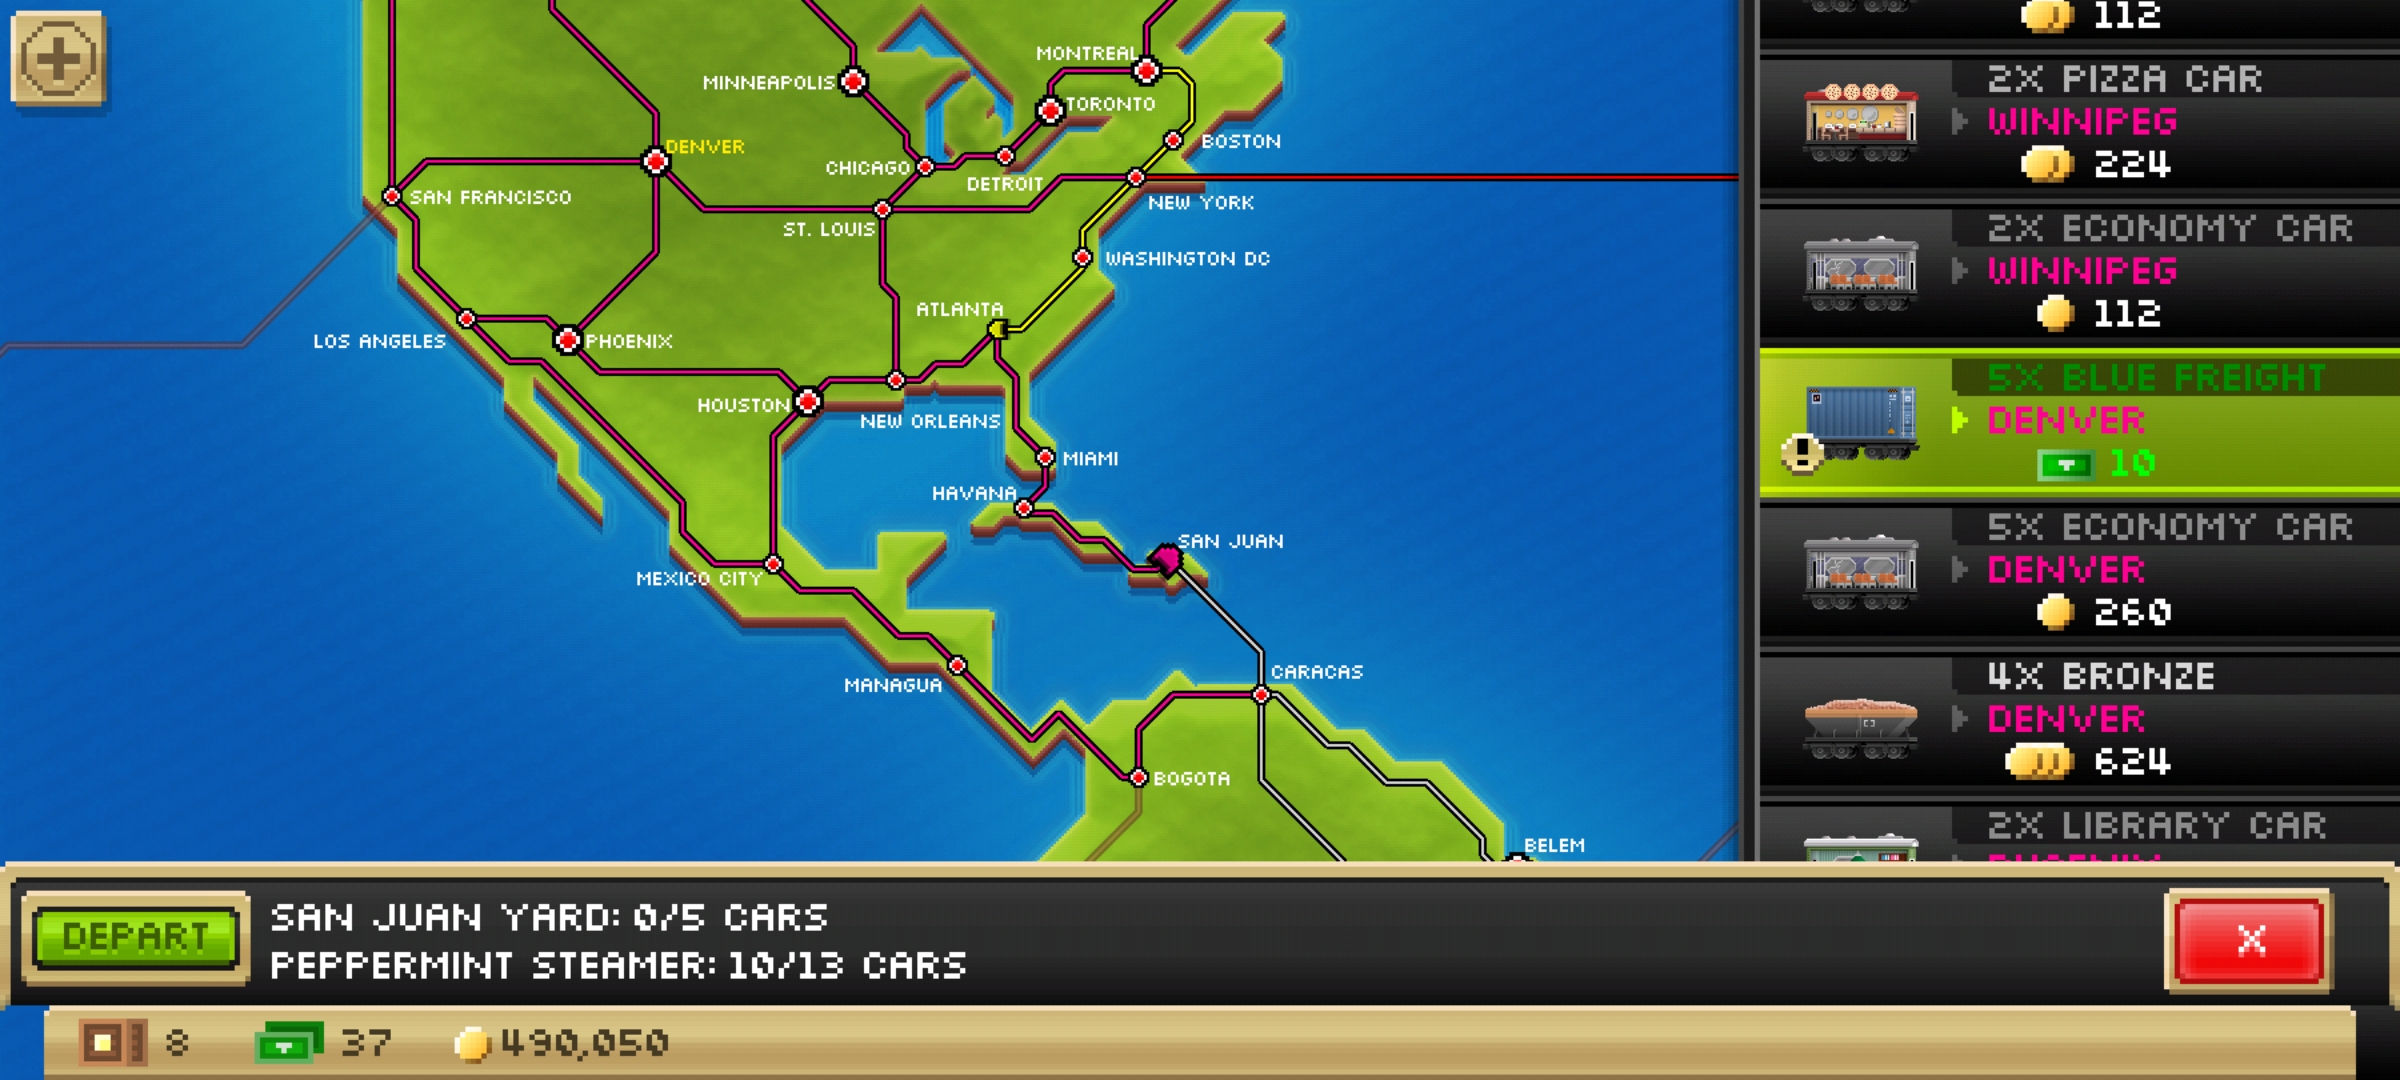 MONTREAL
MINNEAPOLIS
TORONTO
BOSTON
DENVER
CHICAGO
DETROIT
SAN FRANCISCO
NEW YORK
ST. LOUIS
WASHINGTON DC
ATLANTA
LOS ANGELES
PHOENIX
HOUSTON
NEW ORLEANS
MIAMI
HAVANA
SAN JUAN
MEXICO CITY
CARACAS
MANAGUA
BOGOTA
BELEM
112
2X PIZZA CAR
WINNIPEG
224
2X ECONOMY CAR
WINNIPEG
112
5X BLUE FREIGHT
DENVER
10
5X ECONOMY CAR
DENVER
260
4X BRONZE
DENVER
624
2X LIBRARY CAR
PHOENIX
DEPART
SAN JUAN YARD: 0/5 CARS
PEPPERMINT STEAMER: 10/13 CARS
X
8
37
490,050